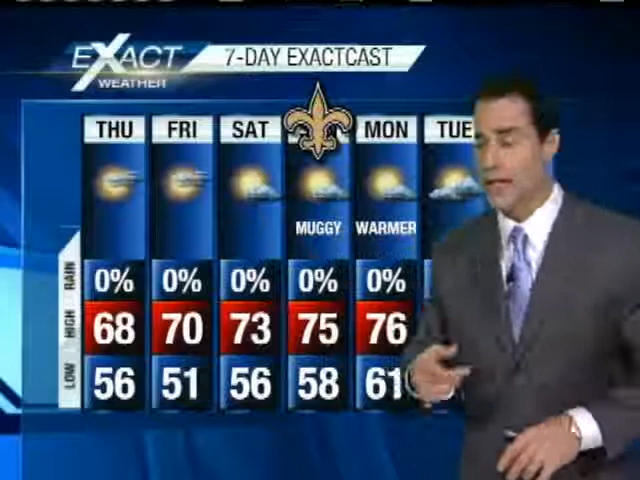 EXACT
WEATHER
7-DAY EXACTCAST
THU FRI SAT MON TUE
MUGGY WARMER
RAIN 0% 0% 0% 0% 0%
HIGH 68 70 73 75 76
LOW 56 51 56 58 61